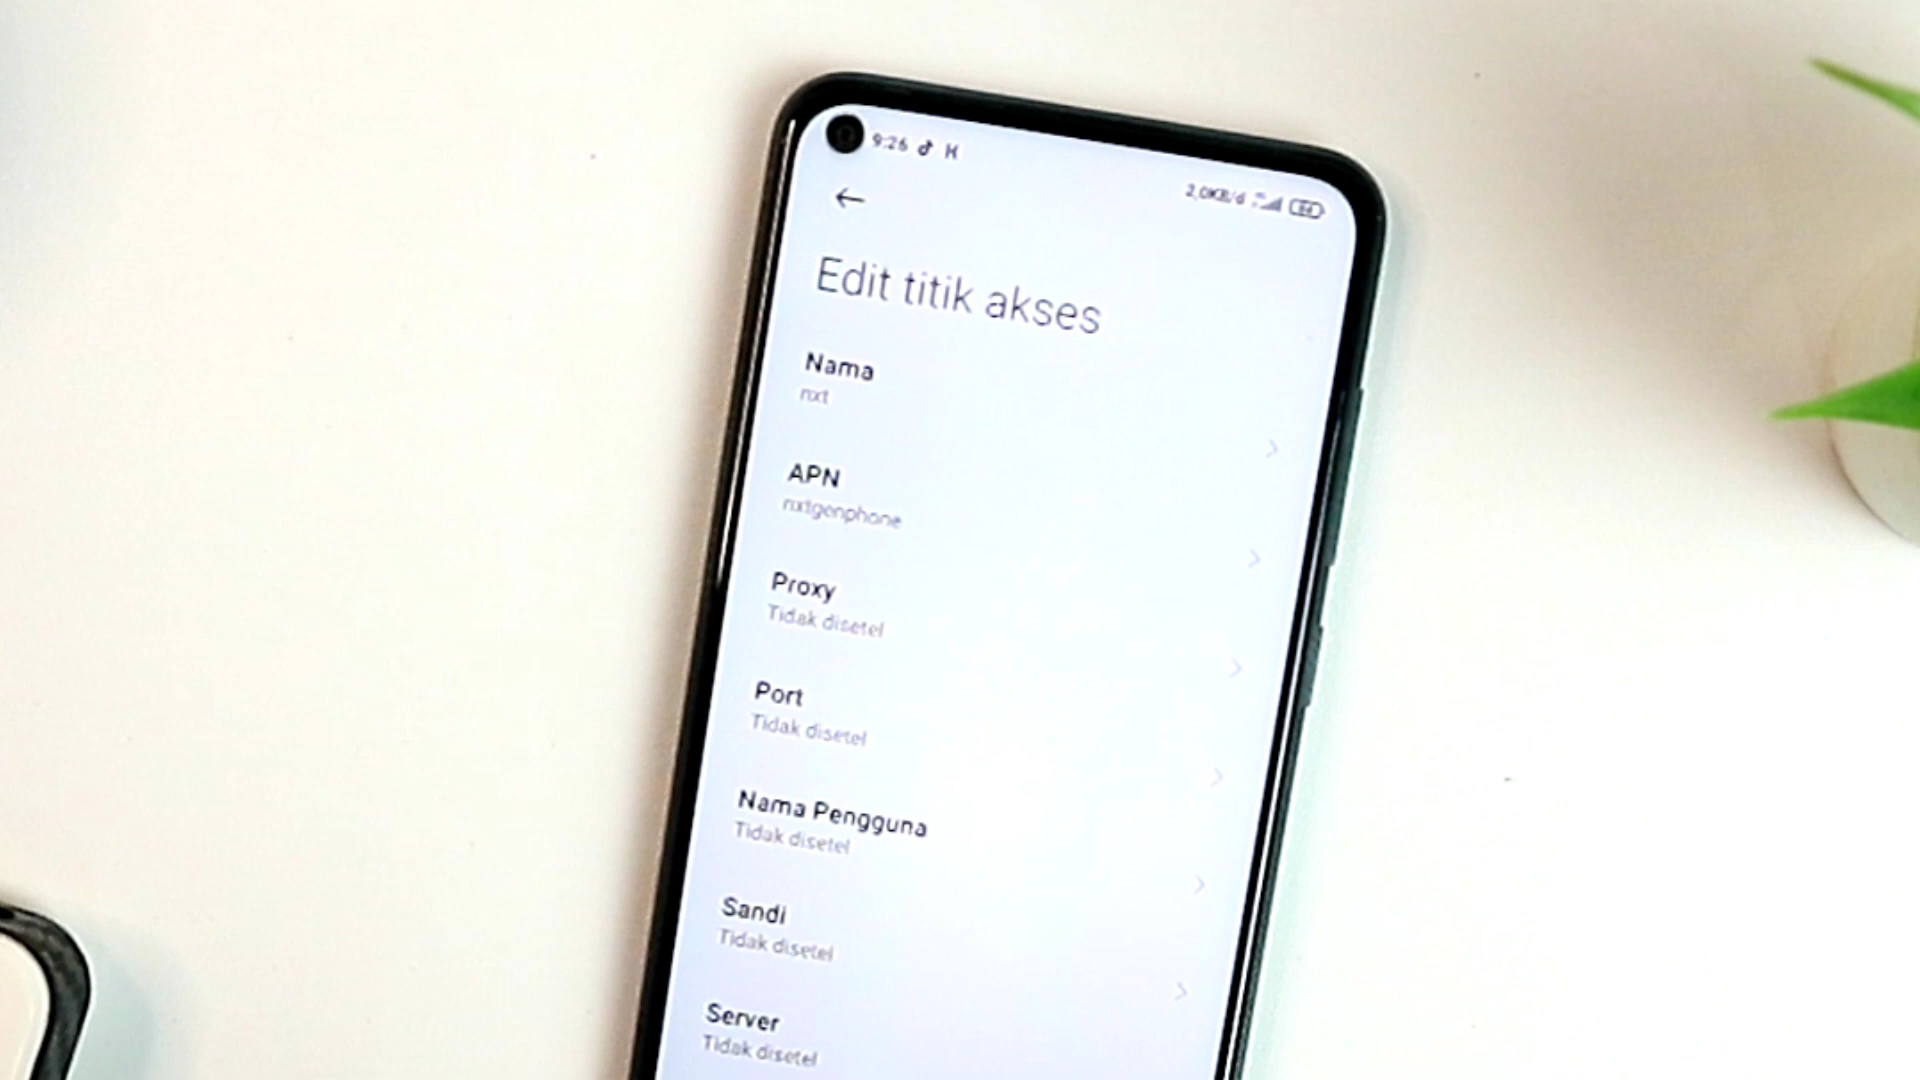 9:26
2,0KB/d
Edit titik akses
Nama
nxt
APN
nxtgenphone
Proxy
Tidak disetel
Port
Tidak disetel
Nama Pengguna
Tidak disetel
Sandi
Tidak disetel
Server
Tidak disetel